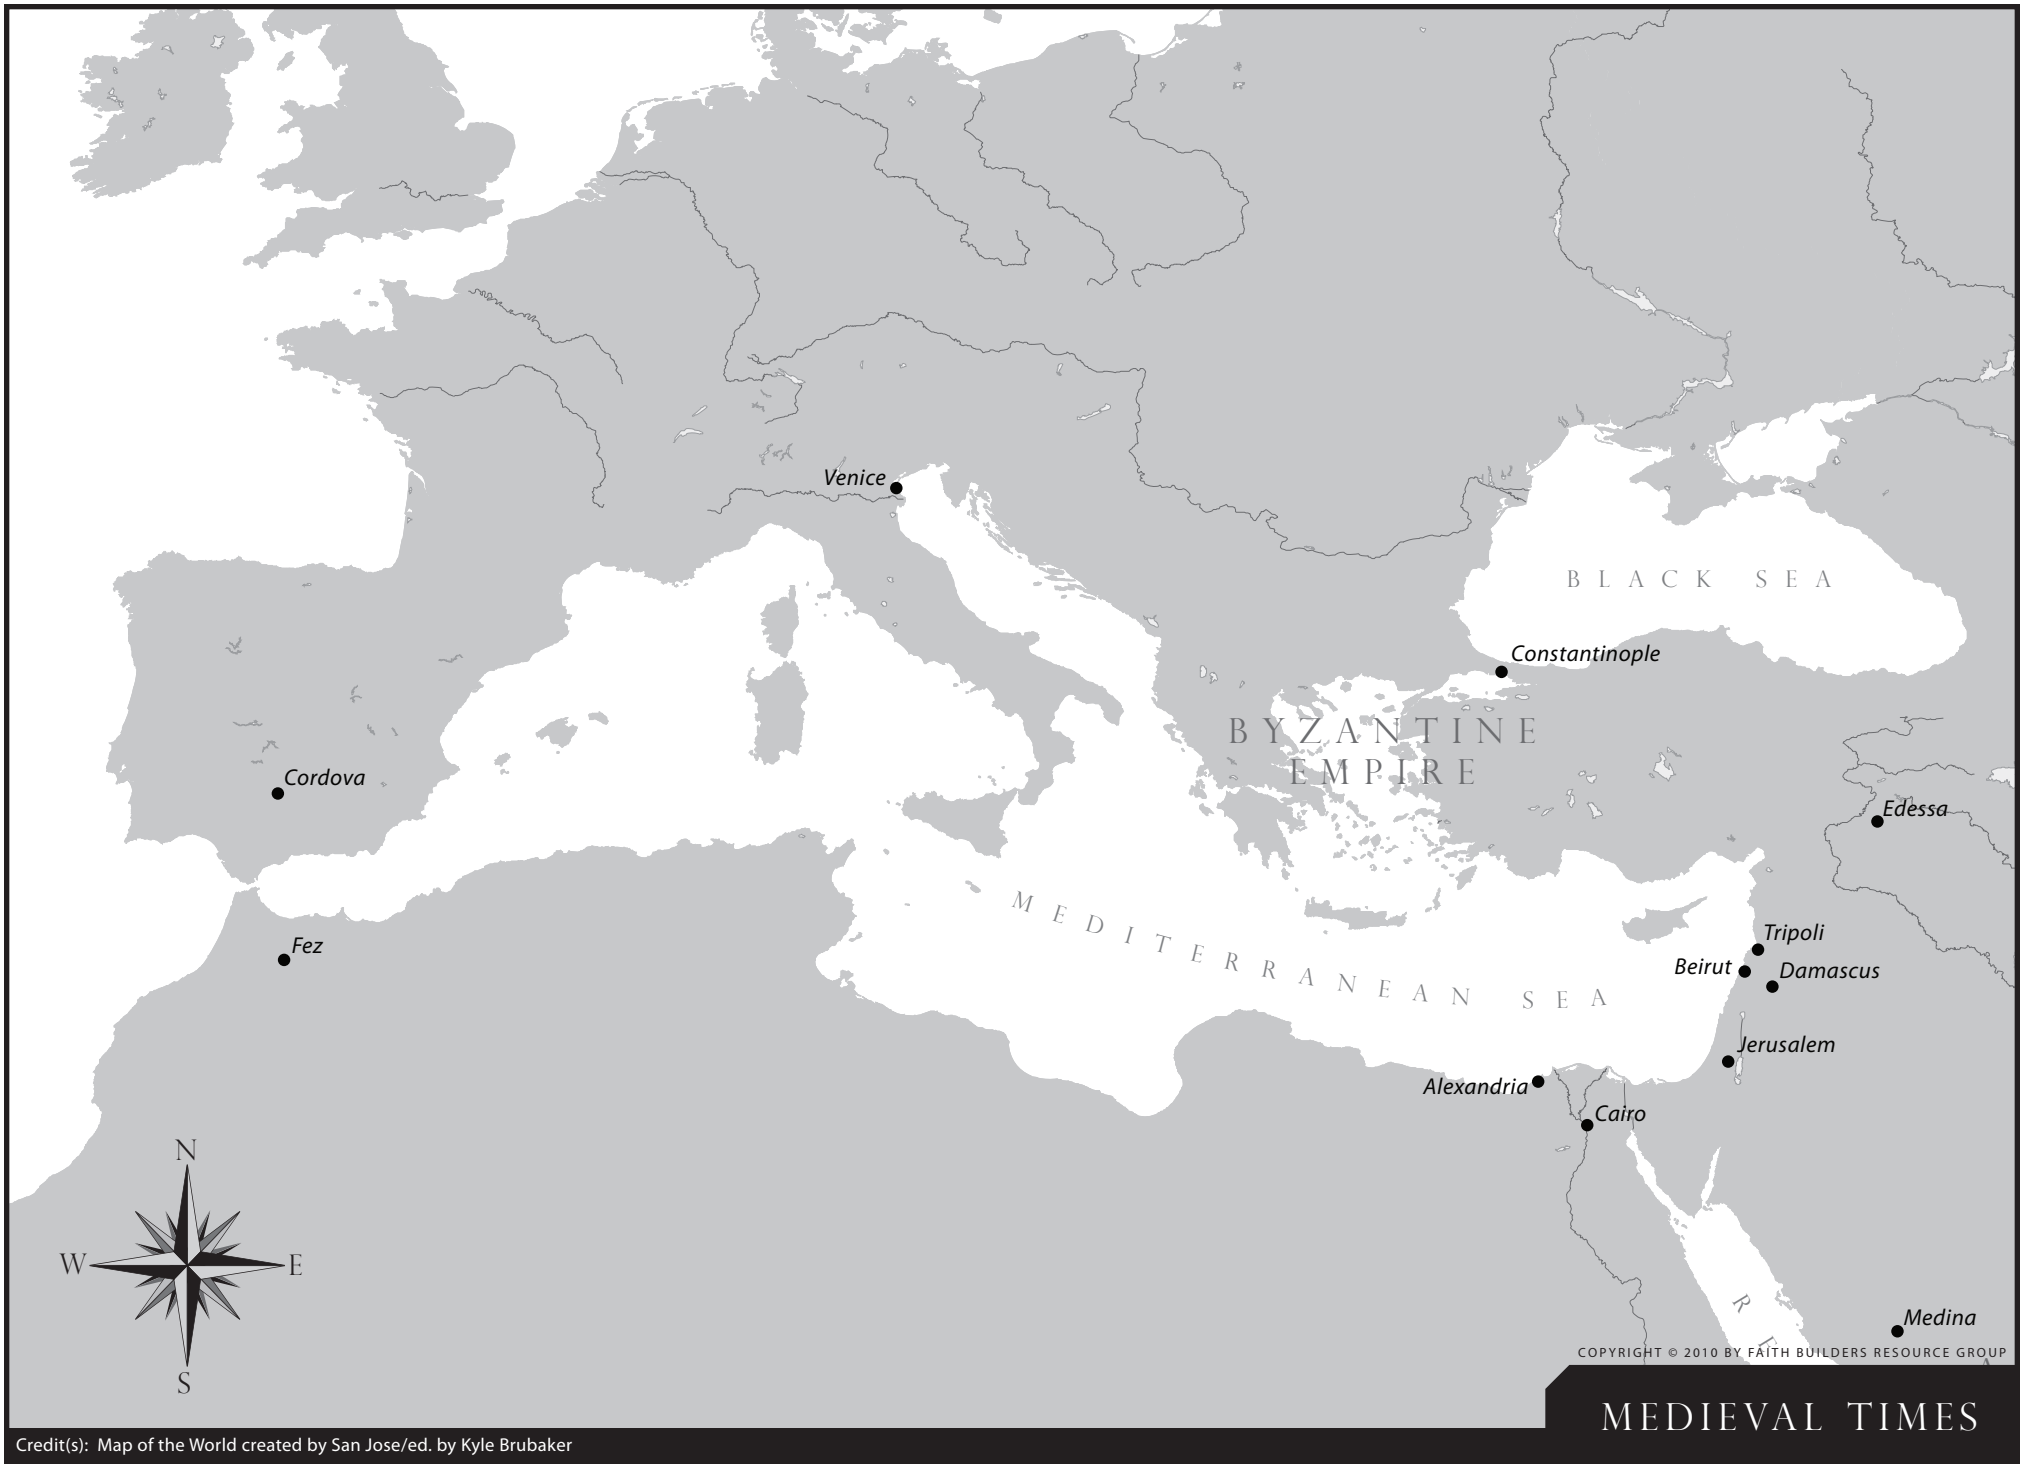 Venice
BLACK SEA
Constantinople
BYZANTINE
EMPIRE
Cordova
Edessa
MEDITERRANEAN SEA
Tripoli
Fez
Beirut
Damascus
Jerusalem
Alexandria
Cairo
N
W
E
S
R E
Medina
A
COPYRIGHT © 2010 BY FAITH BUILDERS RESOURCE GROUP
MEDIEVAL TIMES
Credit(s): Map of the World created by San Jose/ed. by Kyle Brubaker